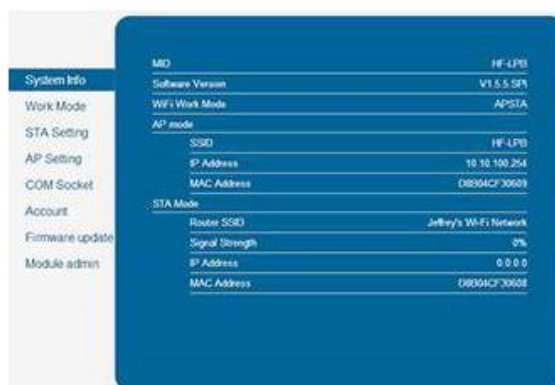 System Info
Work Mode
STA Setting
AP Setting
COM Socket
Account
Firmware update
Module admin
MID HF-LPB
Software Version V1.5.5.SPI
WiFi Work Mode APSTA
AP mode
SSID HF-LPB
IP Address 10.10.100.254
MAC Address
STA Mode
Router SSID Jeffrey's Wi-Fi Network
Signal Strength 0%
IP Address 0.0.0.0
MAC Address